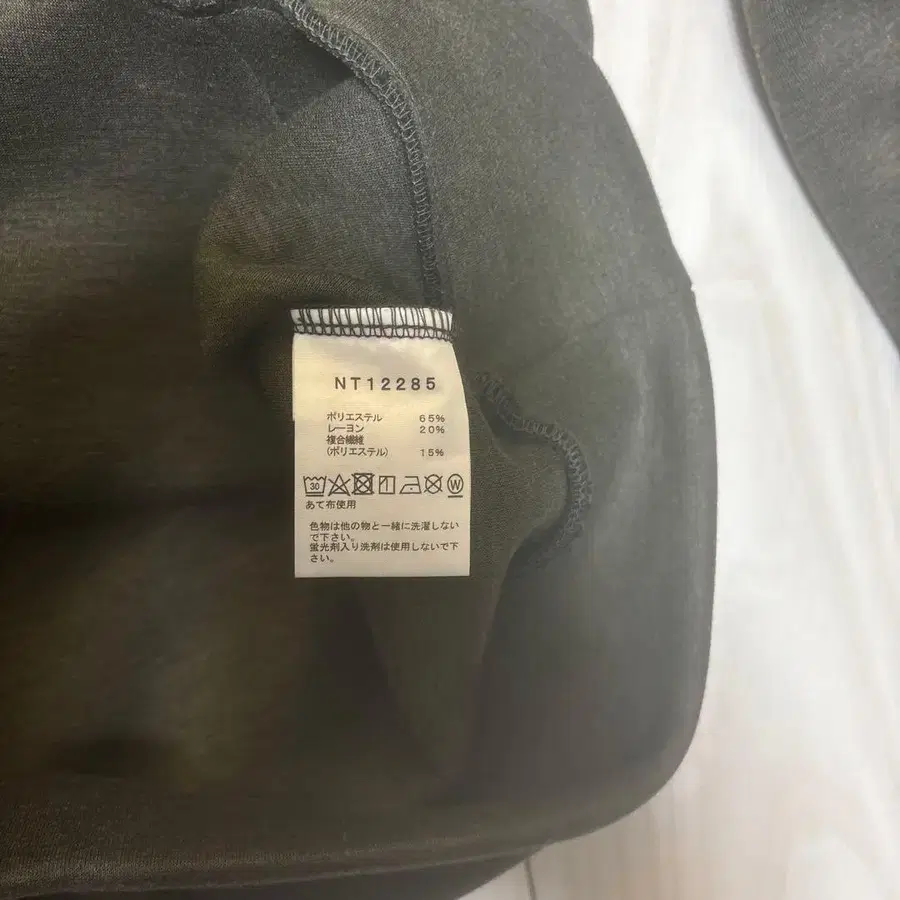 NT12285
ポリエステル 65%
レーヨン 20%
複合繊維
(ポリエステル) 15%
30 W
あて布使用
色物は他の物と一緒に洗濯しない
で下さい。
蛍光剤入り洗剤は使用しないで下
さい。